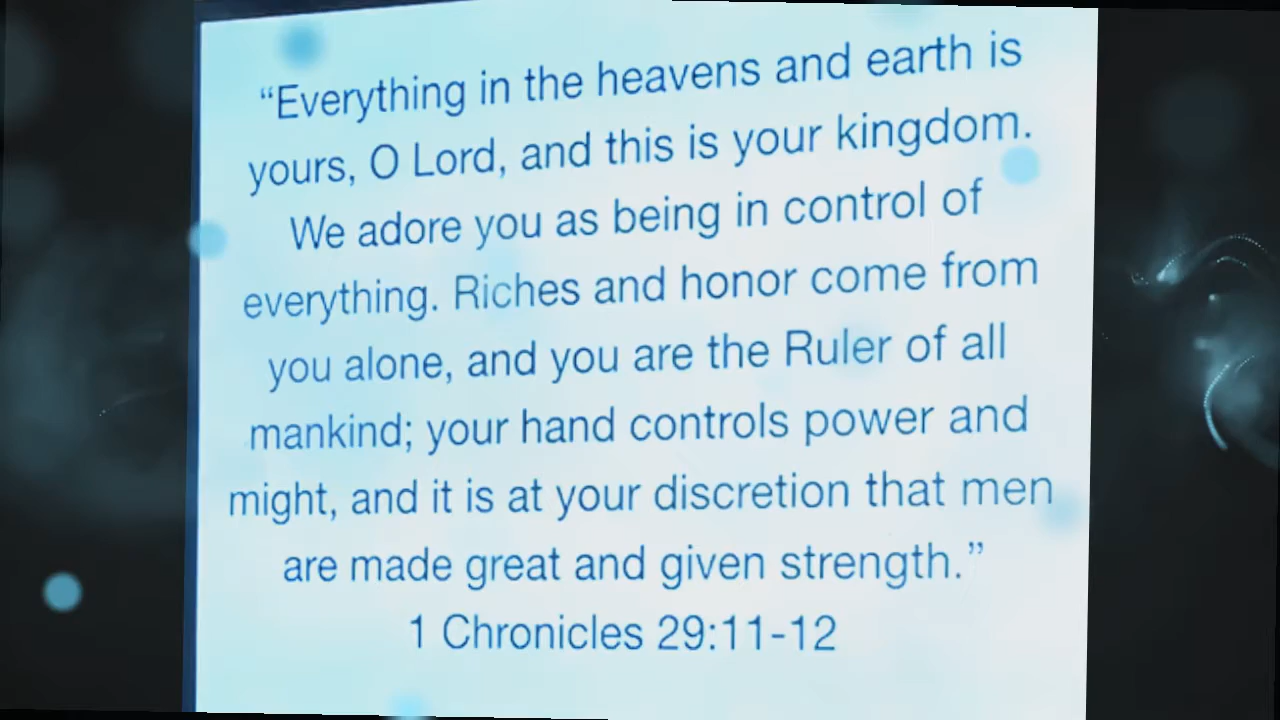 “Everything in the heavens and earth is
yours, O Lord, and this is your kingdom.
We adore you as being in control of
everything. Riches and honor come from
you alone, and you are the Ruler of all
mankind; your hand controls power and
might, and it is at your discretion that men
are made great and given strength.”
1 Chronicles 29:11-12